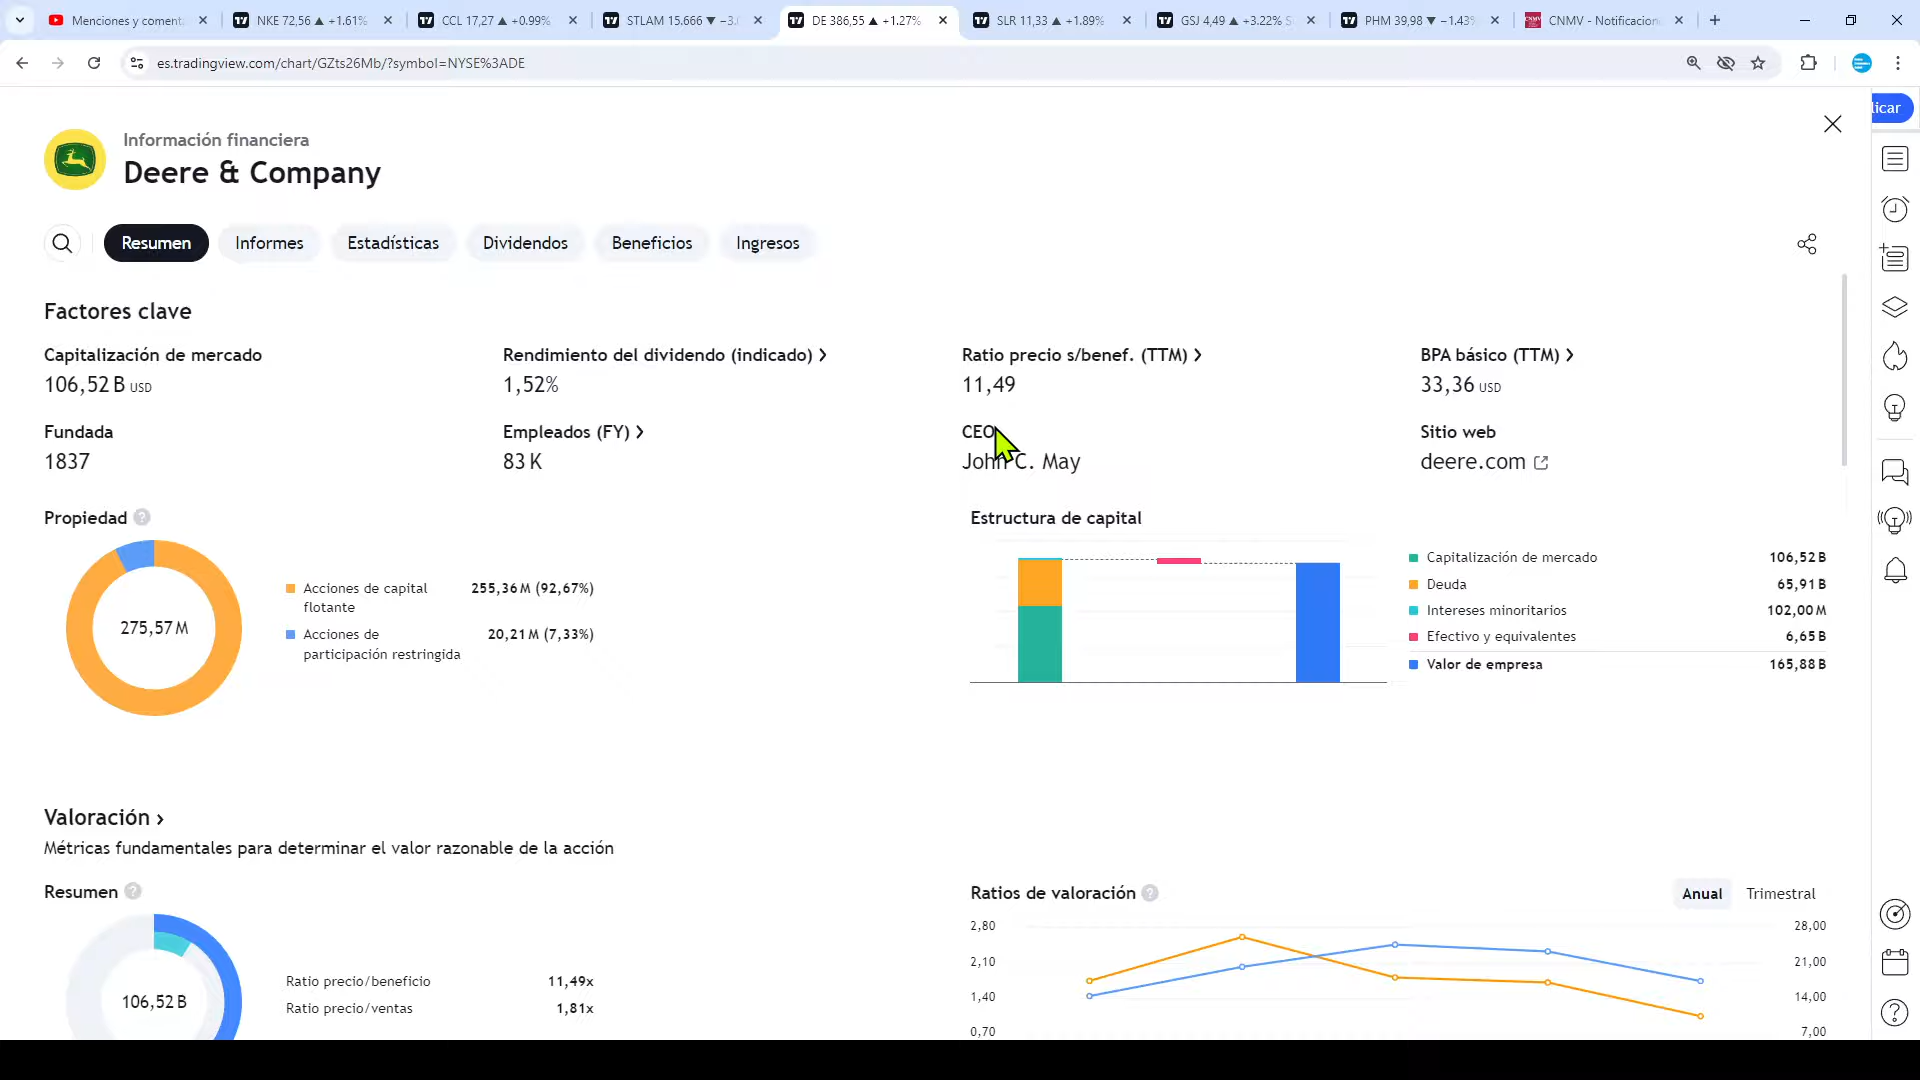 Menciones y coment
NKE 72,56 ▲ +1.61%
CCL 17,27 ▲ +0.99%
STLAM 15.666 ▼ −3.
DE 386,55 ▲ +1.27%
SLR 11,33 ▲ +1.89%
GSJ 4,49 ▲ +3.22% S
PHM 39,98 ▼ −1.43%
CNMV - Notificacion
es.tradingview.com/chart/GZts26Mb/?symbol=NYSE%3ADE
licar
Información financiera
Deere & Company
Resumen Informes Estadísticas Dividendos Beneficios Ingresos
Factores clave
Capitalización de mercado
106,52 B USD
Rendimiento del dividendo (indicado)
1,52%
Ratio precio s/benef. (TTM)
11,49
BPA básico (TTM)
33,36 USD
Fundada
1837
Empleados (FY)
83 K
CEO
John C. May
Sitio web
deere.com
Propiedad
275,57 M
Acciones de capital 255,36 M (92,67%)
flotante
Acciones de 20,21 M (7,33%)
participación restringida
Estructura de capital
Capitalización de mercado 106,52 B
Deuda 65,91 B
Intereses minoritarios 102,00 M
Efectivo y equivalentes 6,65 B
Valor de empresa 165,88 B
Valoración
Métricas fundamentales para determinar el valor razonable de la acción
Resumen
106,52 B
Ratio precio/beneficio 11,49x
Ratio precio/ventas 1,81x
Ratios de valoración
Anual Trimestral
2,80 28,00
2,10 21,00
1,40 14,00
0,70 7,00